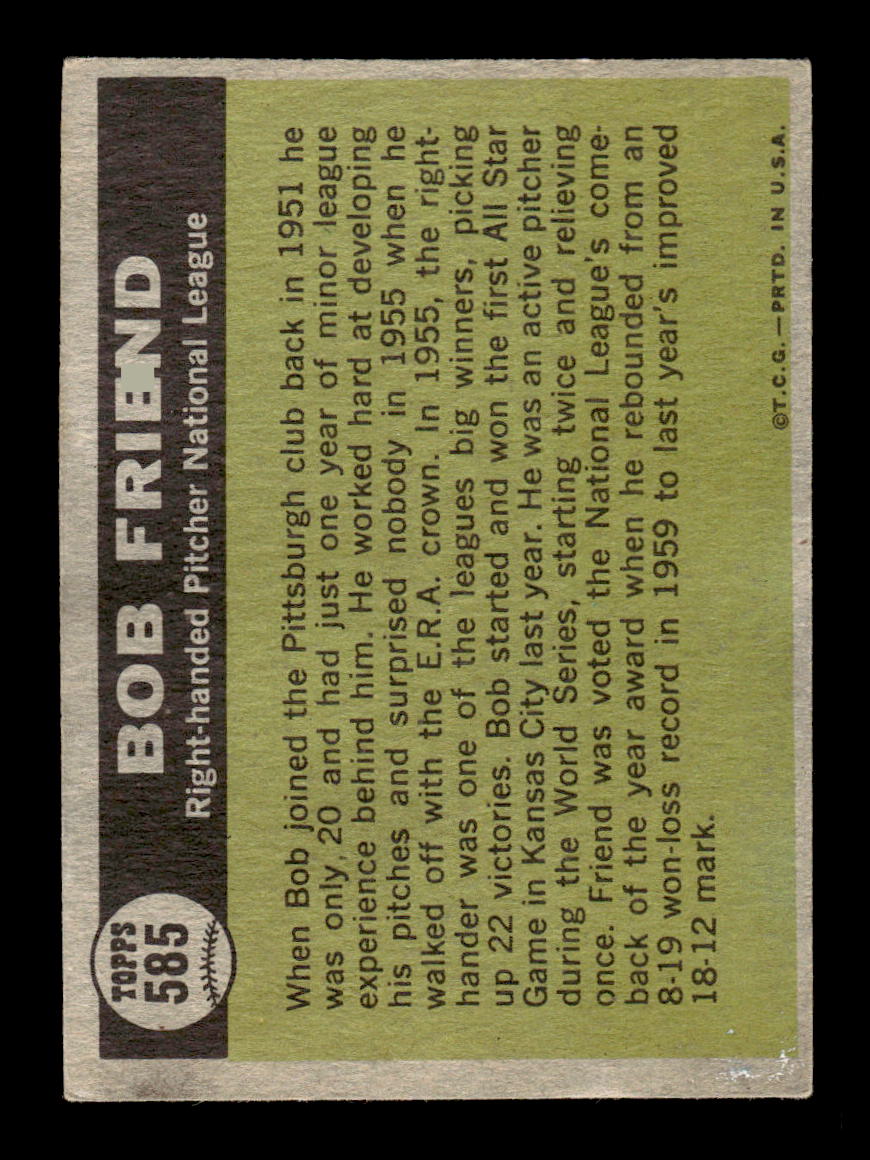 TOPPS
585
BOB FRIEND
Right-handed Pitcher National League
When Bob joined the Pittsburgh club back in 1951 he
was only 20 and had just one year of minor league
experience behind him. He worked hard at developing
his pitches and surprised nobody in 1955 when he
walked off with the E.R.A. crown. In 1955, the right-
hander was one of the leagues big winners, picking
up 22 victories. Bob started and won the first All Star
Game in Kansas City last year. He was an active pitcher
during the World Series, starting twice and relieving
once. Friend was voted the National League's come-
back of the year award when he rebounded from an
8-19 won-loss record in 1959 to last year's improved
18-12 mark.
©T.C.G. — PRTD. IN U.S.A.